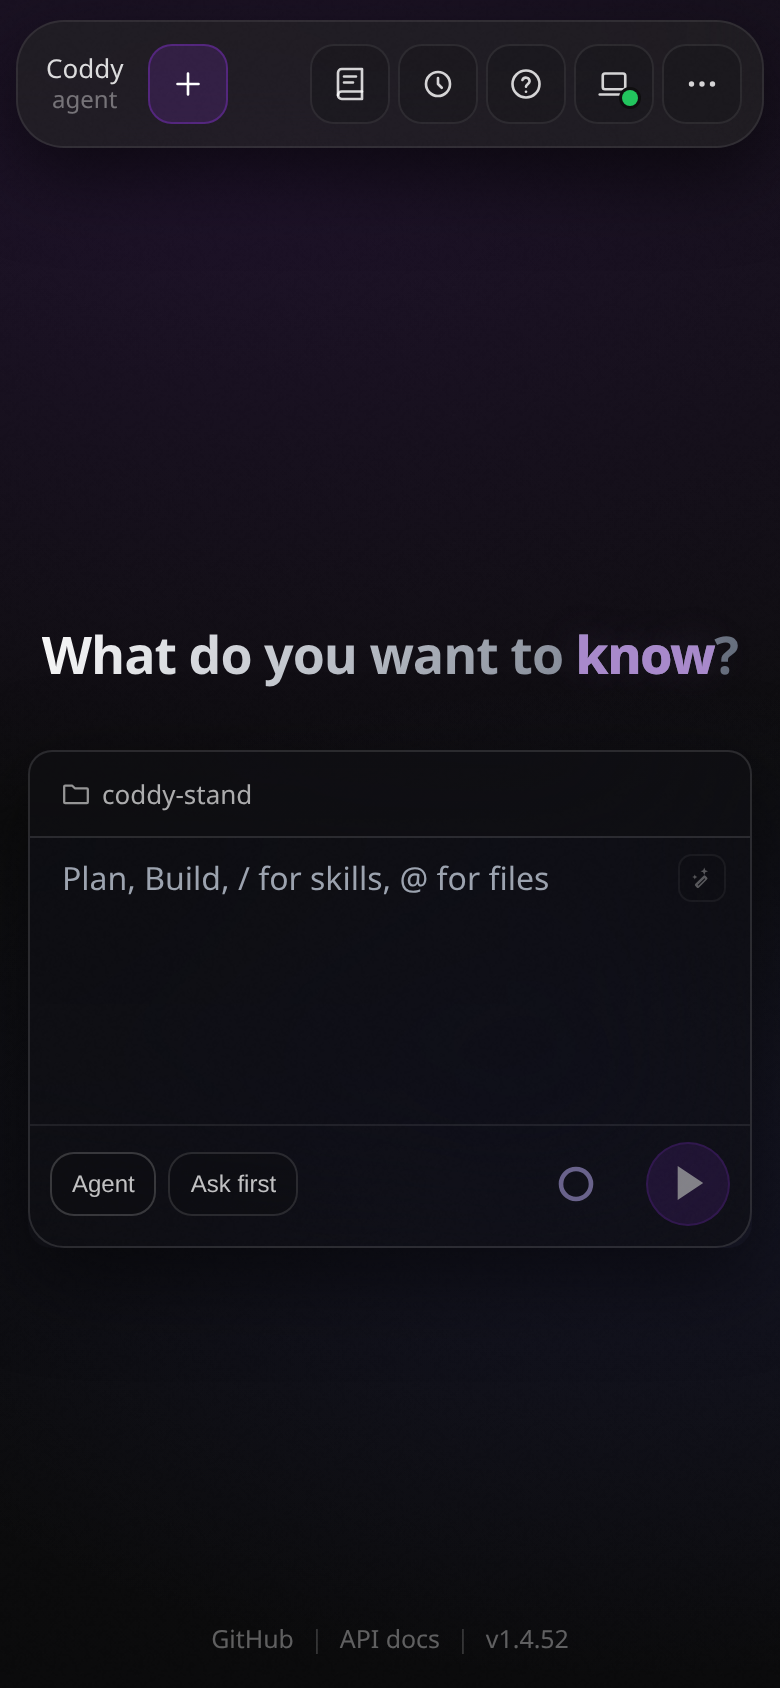 Coddy
agent
What do you want to know?
coddy-stand
Plan, Build, / for skills, @ for files
Agent
Ask first
GitHub | API docs | v1.4.52